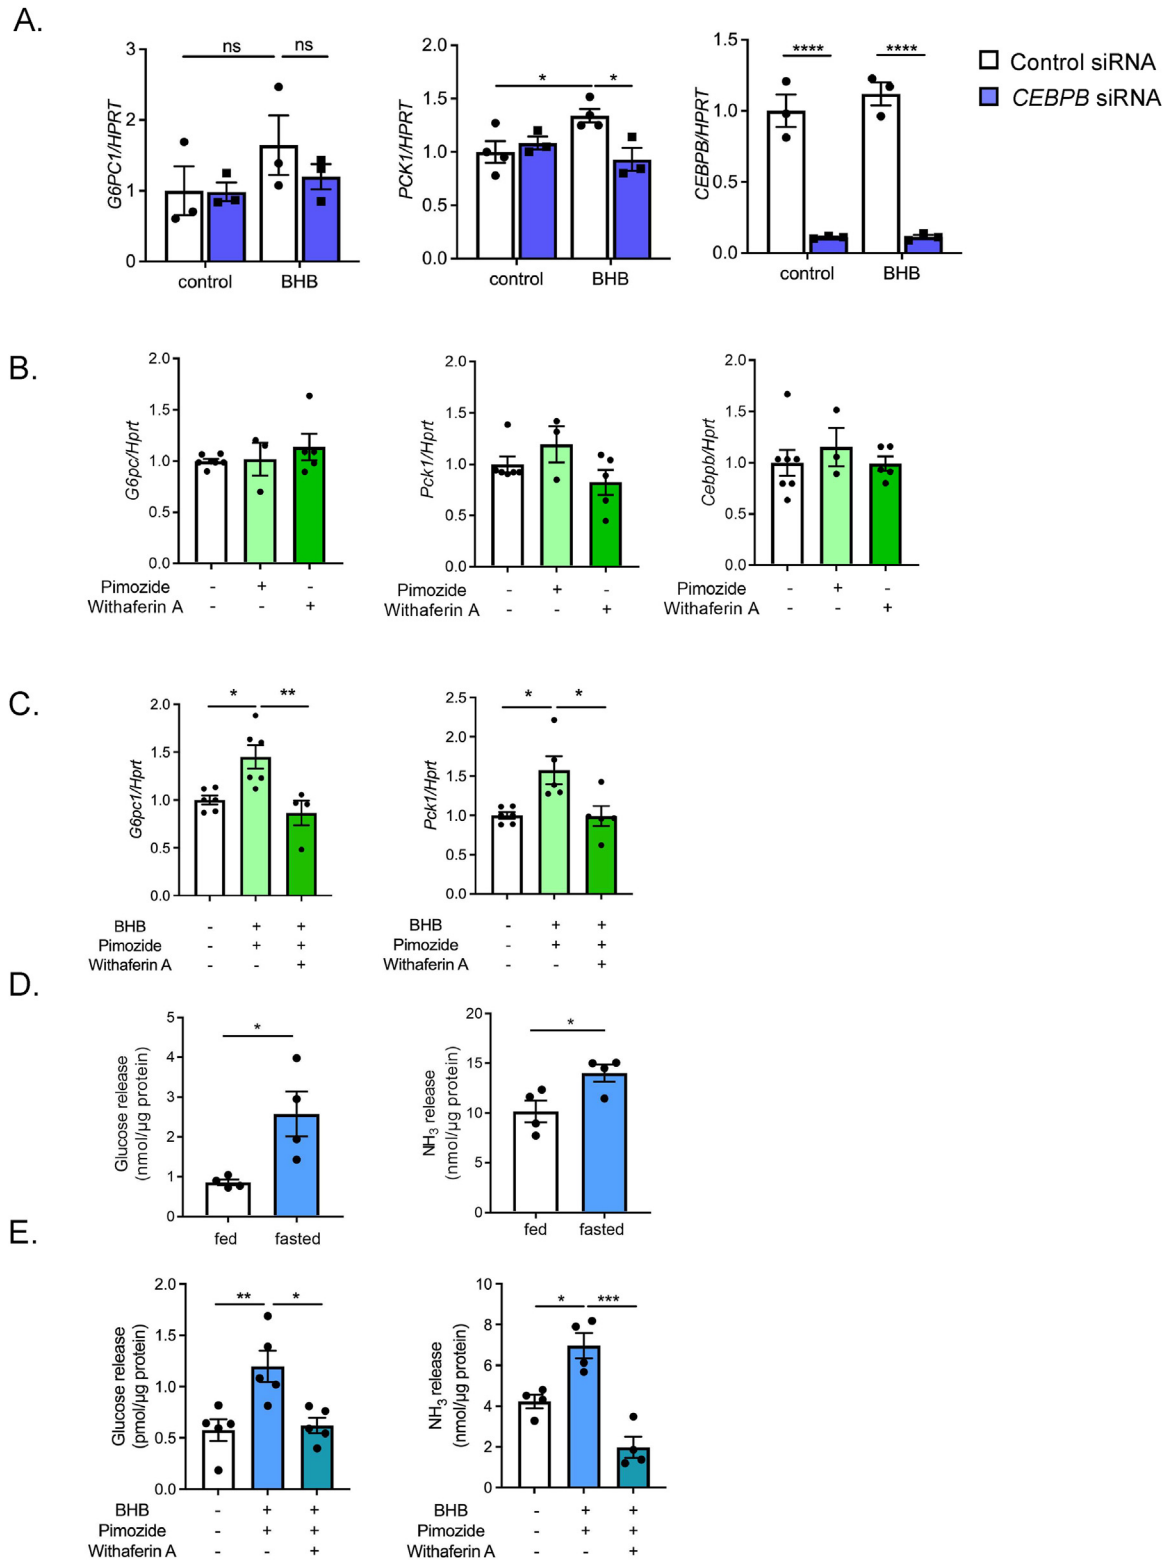 A.
ns ns
G6PC1/HPRT
3
2
1
0
control BHB
* *
PCK1/HPRT
2.0
1.5
1.0
0.5
0.0
control BHB
**** ****
CEBPB/HPRT
1.5
1.0
0.5
0.0
control BHB
Control siRNA
CEBPB siRNA
B.
G6pc/Hprt
2.0
1.5
1.0
0.5
0.0
Pimozide - + -
Withaferin A - - +
Pck1/Hprt
2.0
1.5
1.0
0.5
0.0
Pimozide - + -
Withaferin A - - +
Cebpb/Hprt
2.0
1.5
1.0
0.5
0.0
Pimozide - + -
Withaferin A - - +
C.
* **
G6pc1/Hprt
2.0
1.5
1.0
0.5
0.0
BHB - + +
Pimozide - + +
Withaferin A - - +
* *
Pck1/Hprt
2.5
2.0
1.5
1.0
0.5
0.0
BHB - + +
Pimozide - + +
Withaferin A - - +
D.
*
Glucose release
(nmol/µg protein)
5
4
3
2
1
0
fed fasted
*
NH3 release
(nmol/µg protein)
20
15
10
5
0
fed fasted
E.
** *
Glucose release
(pmol/µg protein)
2.0
1.5
1.0
0.5
0.0
BHB - + +
Pimozide - + +
Withaferin A - - +
* ***
NH3 release
(nmol/µg protein)
10
8
6
4
2
0
BHB - + +
Pimozide - + +
Withaferin A - - +